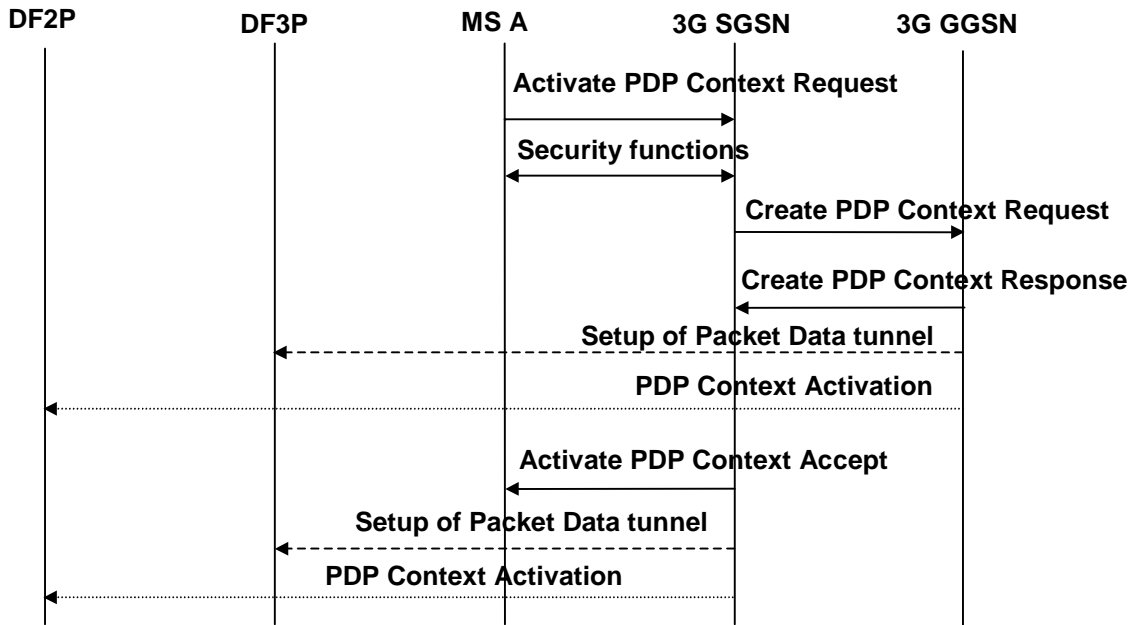 DF2P
DF3P
MS A
3G SGSN
3G GGSN
Activate PDP Context Request
Security functions
Create PDP Context Request
Create PDP Context Response
Setup of Packet Data tunnel
PDP Context Activation
Activate PDP Context Accept
Setup of Packet Data tunnel
PDP Context Activation